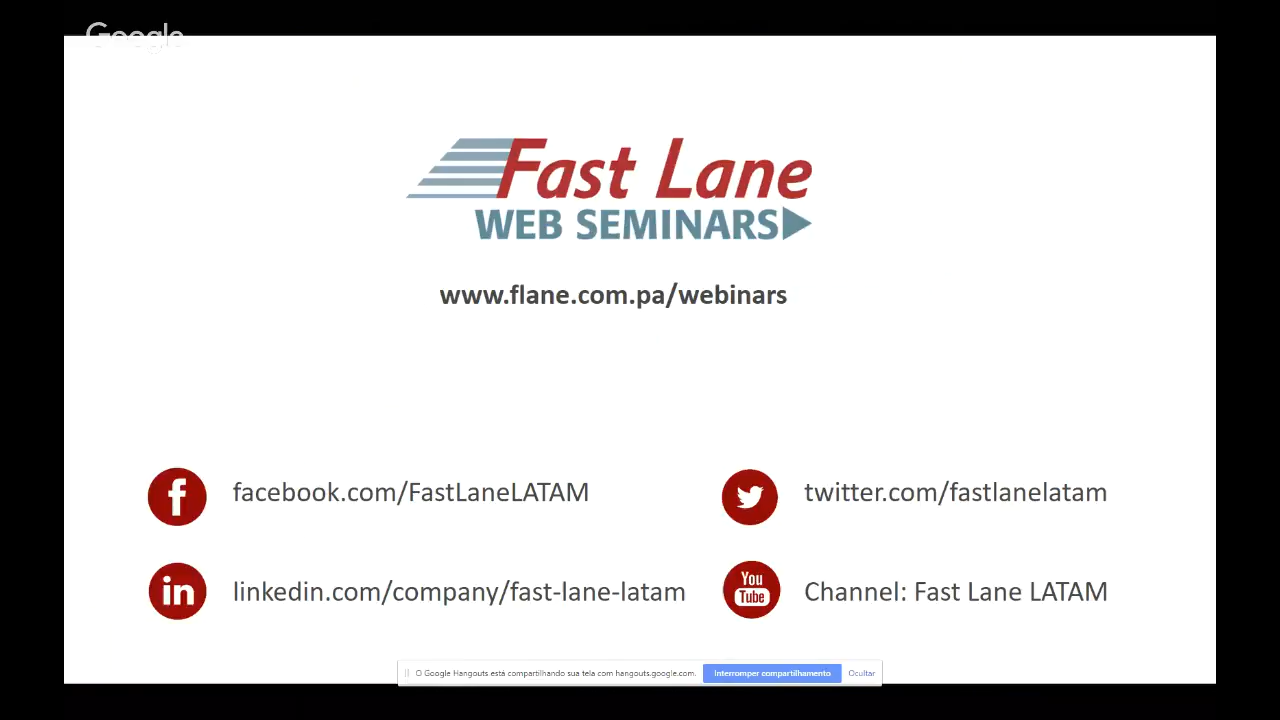 Google
Fast Lane
WEB SEMINARS
www.flane.com.pa/webinars
f facebook.com/FastLaneLATAM
twitter.com/fastlanelatam
in linkedin.com/company/fast-lane-latam
You
Tube
Channel: Fast Lane LATAM
O Google Hangouts está compartilhando sua tela com hangouts.google.com. Interromper compartilhamento Ocultar